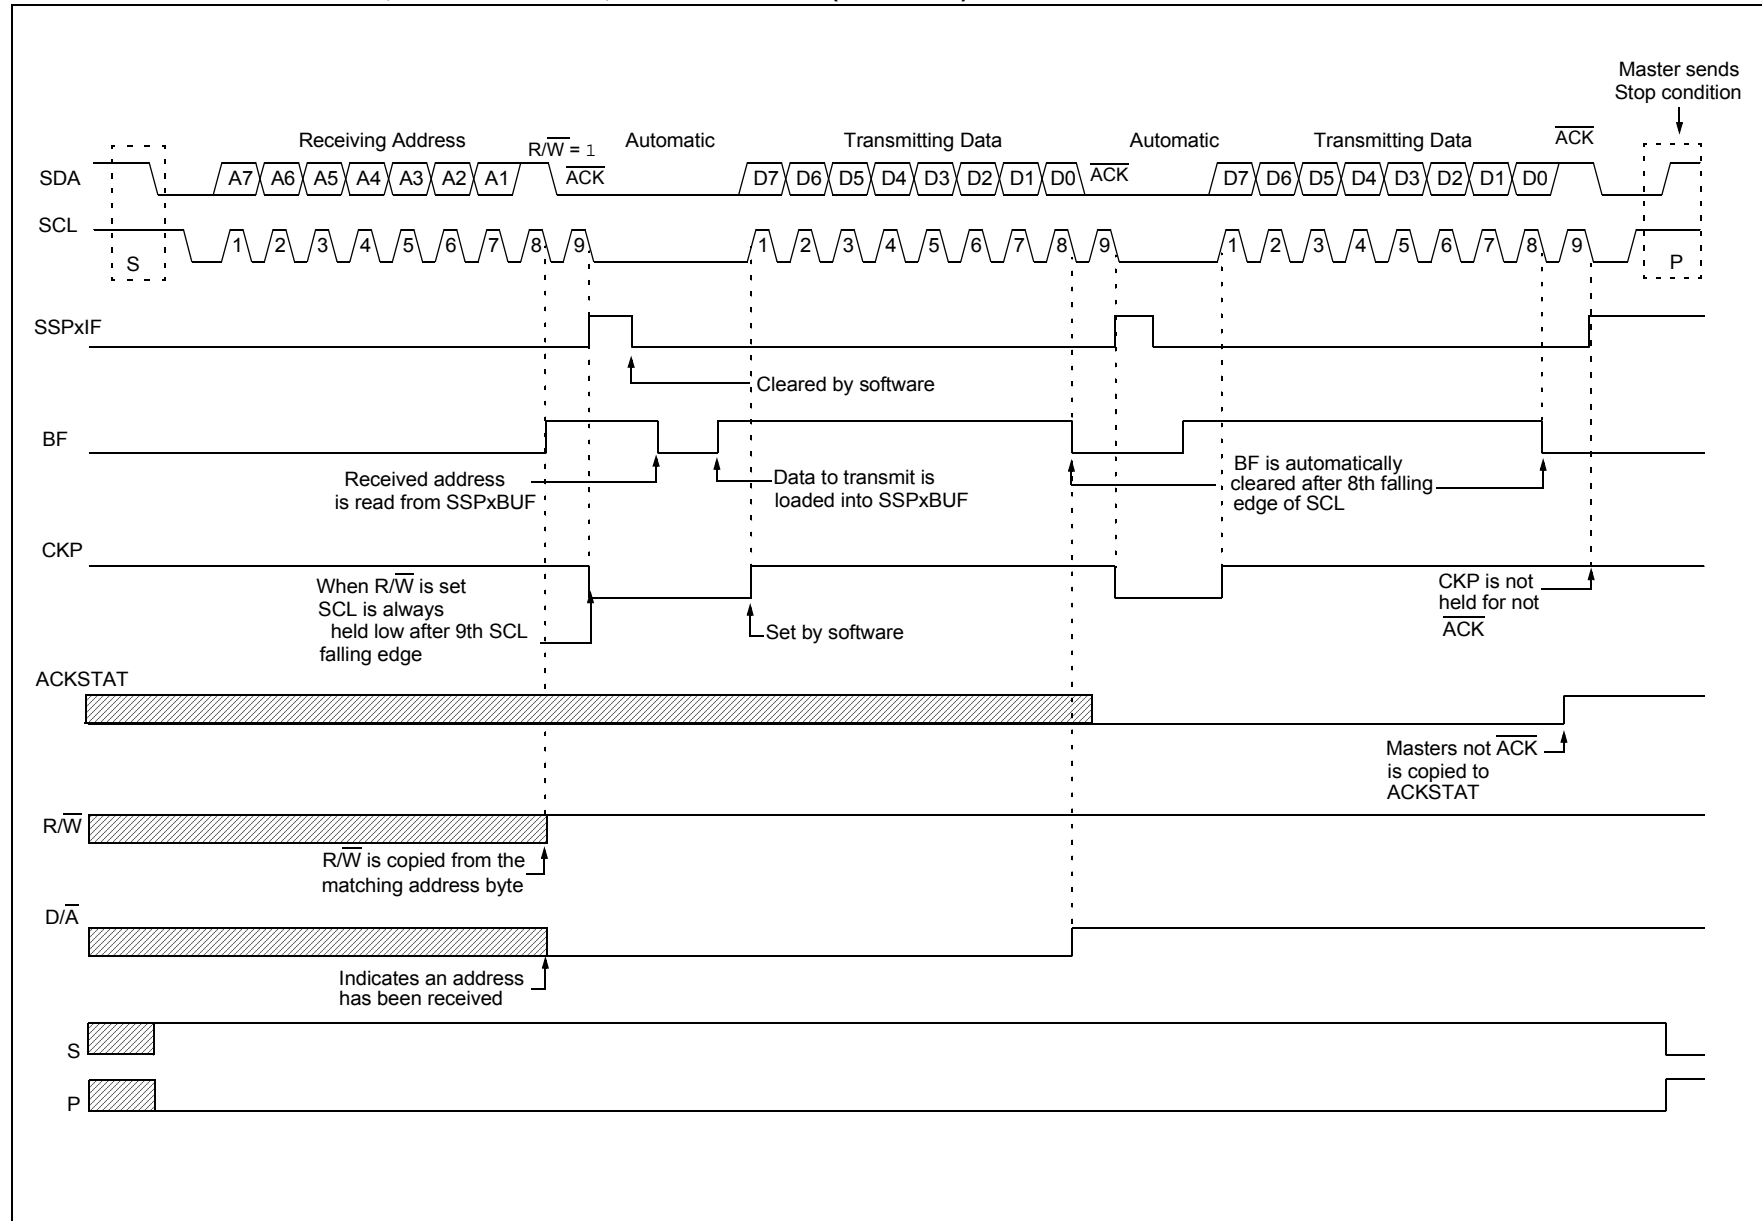 Master sends
Stop condition
Receiving Address
R/W̅ = 1
Automatic
Transmitting Data
Automatic
Transmitting Data
A̅C̅K̅
SDA
A7 A6 A5 A4 A3 A2 A1
A̅C̅K̅
D7 D6 D5 D4 D3 D2 D1 D0
A̅C̅K̅
D7 D6 D5 D4 D3 D2 D1 D0
SCL
1 2 3 4 5 6 7 8 9
1 2 3 4 5 6 7 8 9
1 2 3 4 5 6 7 8 9
S
P
SSPxIF
Cleared by software
BF
Received address
is read from SSPxBUF
Data to transmit is
loaded into SSPxBUF
BF is automatically
cleared after 8th falling
edge of SCL
CKP
When R/W̅ is set
SCL is always
held low after 9th SCL
falling edge
Set by software
CKP is not
held for not
A̅C̅K̅
ACKSTAT
Masters not A̅C̅K̅
is copied to
ACKSTAT
R/W̅
R/W̅ is copied from the
matching address byte
D/A̅
Indicates an address
has been received
S
P